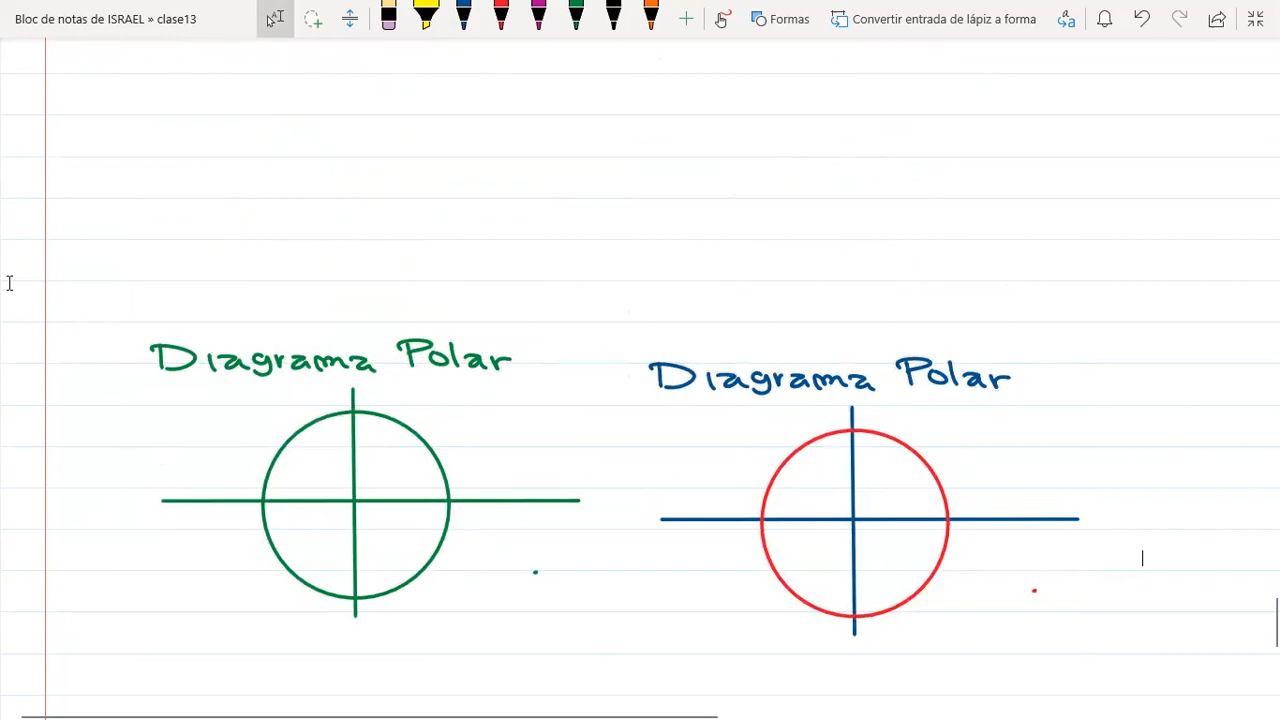 Bloc de notas de ISRAEL » clase13
Formas
Convertir entrada de lápiz a forma
Diagrama Polar
Diagrama Polar